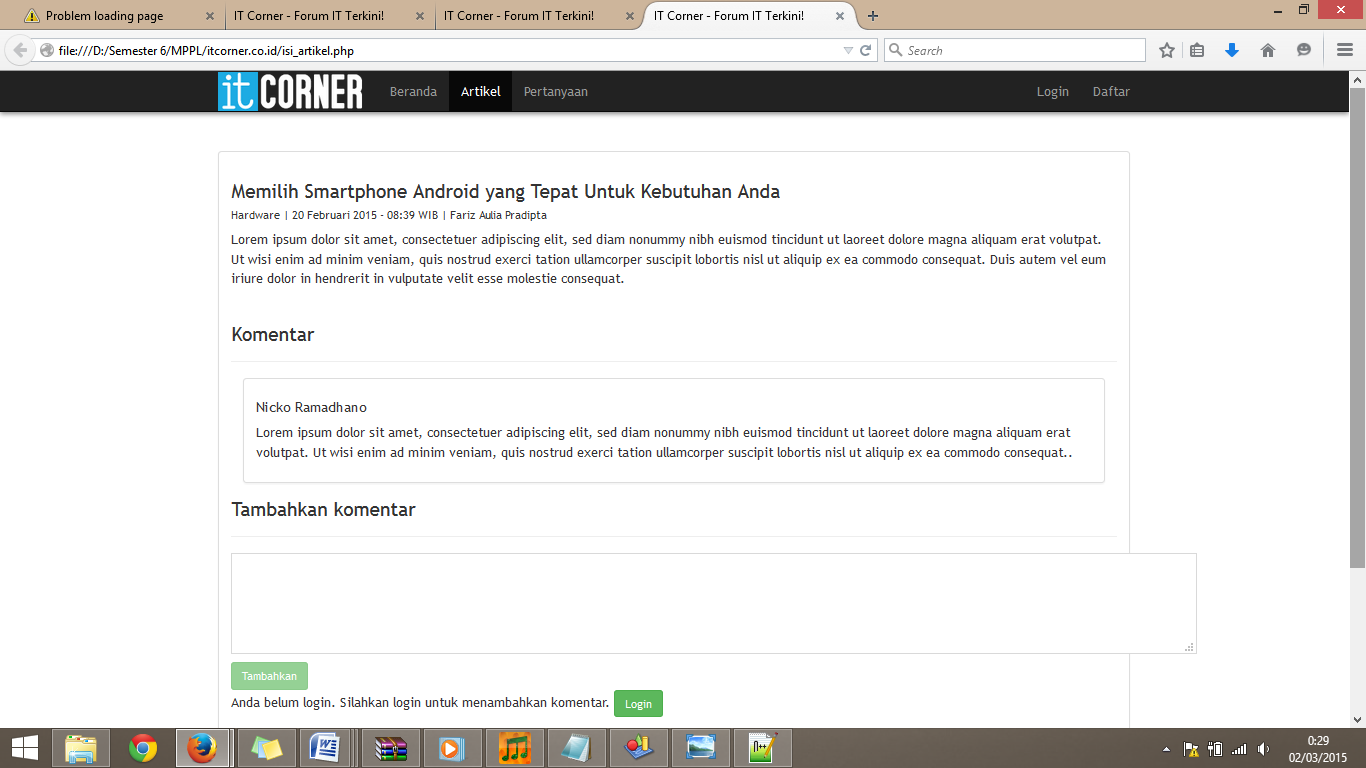 Problem loading page
IT Corner - Forum IT Terkini!
IT Corner - Forum IT Terkini!
IT Corner - Forum IT Terkini!
file:///D:/Semester 6/MPPL/itcorner.co.id/isi_artikel.php
Search
it CORNER
Beranda
Artikel
Pertanyaan
Login
Daftar
Memilih Smartphone Android yang Tepat Untuk Kebutuhan Anda
Hardware | 20 Februari 2015 - 08:39 WIB | Fariz Aulia Pradipta
Lorem ipsum dolor sit amet, consectetuer adipiscing elit, sed diam nonummy nibh euismod tincidunt ut laoreet dolore magna aliquam erat volutpat.
Ut wisi enim ad minim veniam, quis nostrud exerci tation ullamcorper suscipit lobortis nisl ut aliquip ex ea commodo consequat. Duis autem vel eum
iriure dolor in hendrerit in vulputate velit esse molestie consequat.
Komentar
Nicko Ramadhano
Lorem ipsum dolor sit amet, consectetuer adipiscing elit, sed diam nonummy nibh euismod tincidunt ut laoreet dolore magna aliquam erat
volutpat. Ut wisi enim ad minim veniam, quis nostrud exerci tation ullamcorper suscipit lobortis nisl ut aliquip ex ea commodo consequat..
Tambahkan komentar
Tambahkan
Anda belum login. Silahkan login untuk menambahkan komentar.
Login
0:29
02/03/2015